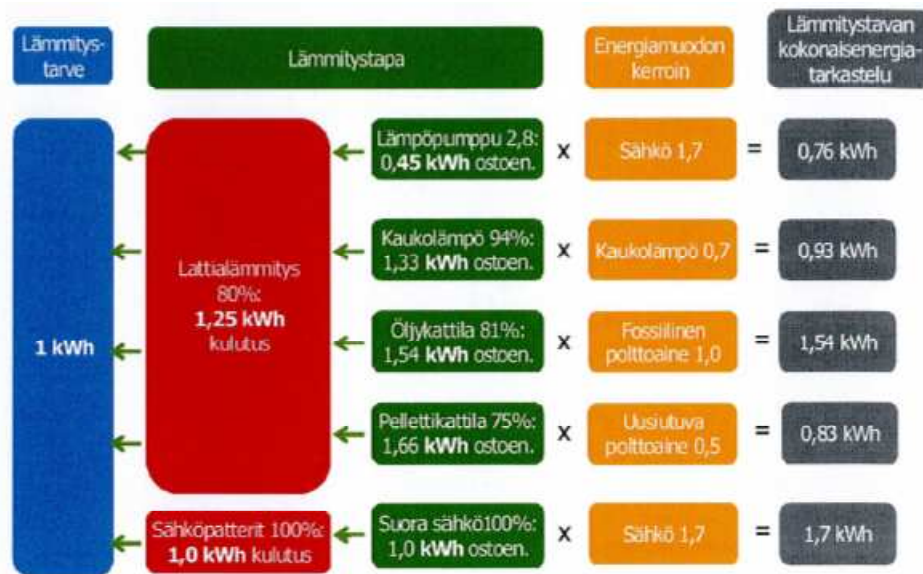 Lämmitys-
tarve
Lämmitystapa
Energiamuodon
kerroin
Lämmitystavan
kokonaisenergia-
tarkastelu
1 kWh
Lattialämmitys
80%:
1,25 kWh
kulutus
Lämpöpumppu 2,8:
0,45 kWh ostoen.
x
Sähkö 1,7
=
0,76 kWh
Kaukolämpö 94%:
1,33 kWh ostoen.
x
Kaukolämpö 0,7
=
0,93 kWh
Öljykattila 81%:
1,54 kWh ostoen.
x
Fossiilinen
polttoaine 1,0
=
1,54 kWh
Pellettikattila 75%:
1,66 kWh ostoen.
x
Uusiutuva
polttoaine 0,5
=
0,83 kWh
Sähköpatterit 100%:
1,0 kWh kulutus
Suora sähkö100%:
1,0 kWh ostoen.
x
Sähkö 1,7
=
1,7 kWh